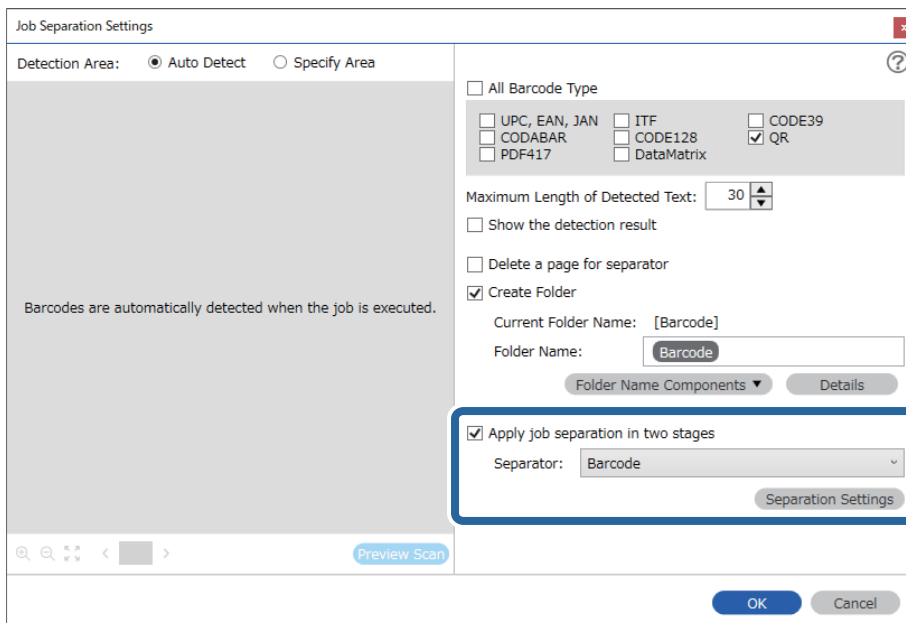 Job Separation Settings
Detection Area: Auto Detect Specify Area
Barcodes are automatically detected when the job is executed.
Preview Scan
?
All Barcode Type
UPC, EAN, JAN ITF CODE39
CODABAR CODE128 QR
PDF417 DataMatrix
Maximum Length of Detected Text: 30
Show the detection result
Delete a page for separator
Create Folder
Current Folder Name: [Barcode]
Folder Name: Barcode
Folder Name Components Details
Apply job separation in two stages
Separator: Barcode
Separation Settings
OK Cancel